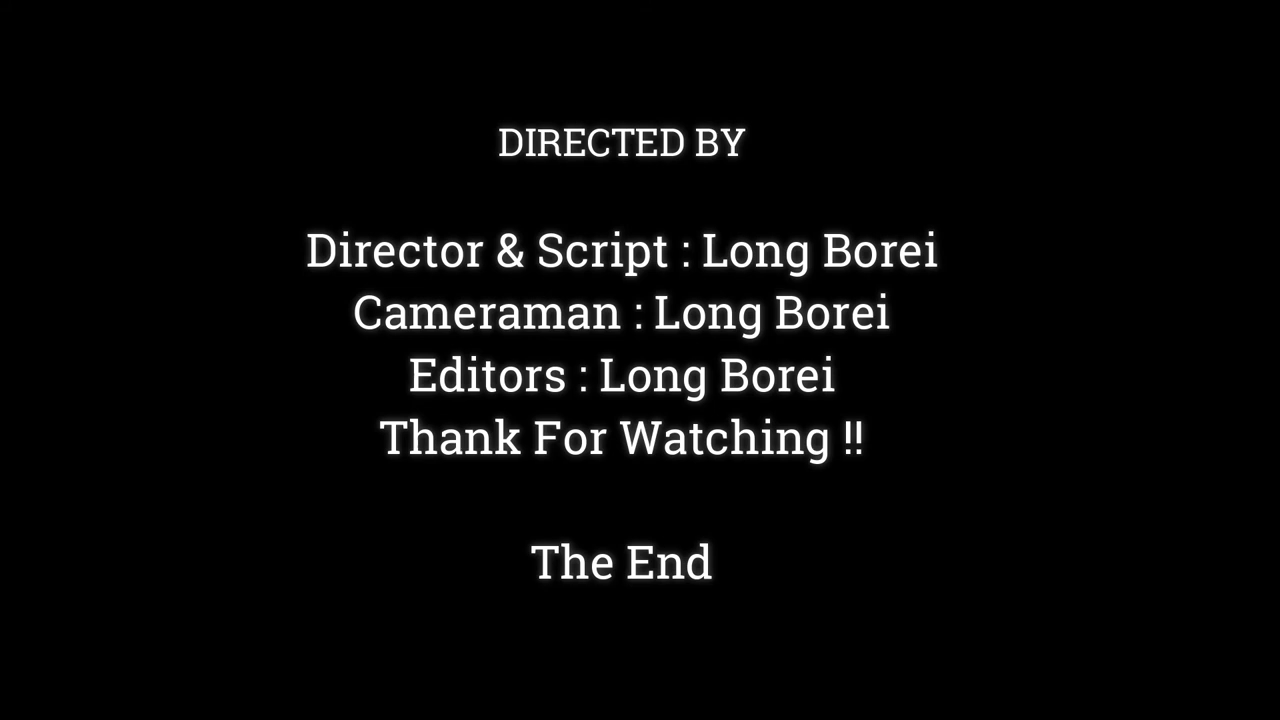 DIRECTED BY
Director & Script : Long Borei
Cameraman : Long Borei
Editors : Long Borei
Thank For Watching !!
The End